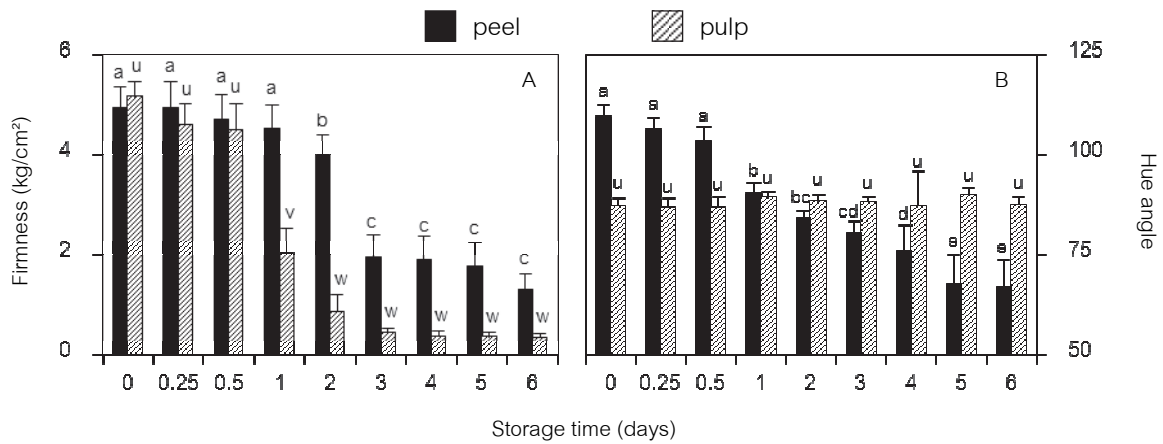 peel pulp
6
4
2
0
Firmness (kg/cm²)
A
a u a u a u a v b w c w c w c w c w
0 0.25 0.5 1 2 3 4 5 6
B
a u a u a u b u bc u cd u d u e u e u
0 0.25 0.5 1 2 3 4 5 6
125
100
75
50
Hue angle
Storage time (days)